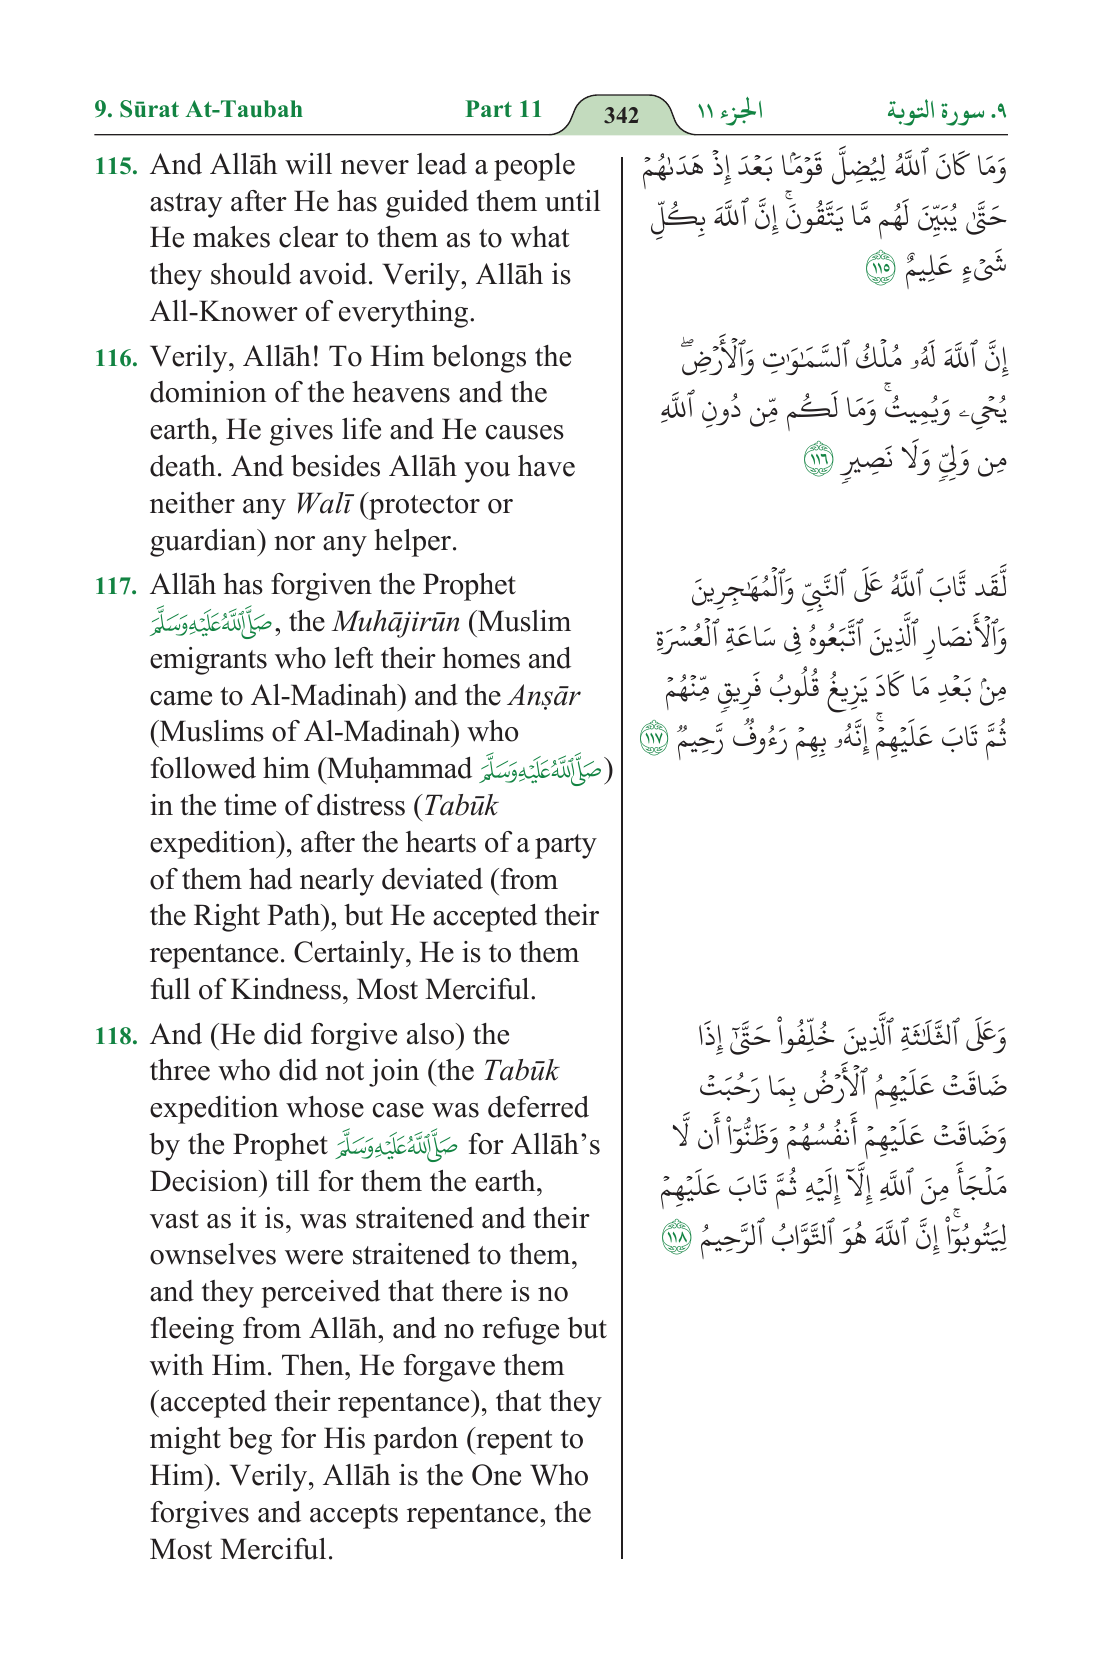 9. Sūrat At-Taubah
Part 11
342
الجزء ١١
٩. سورة التوبة
115. And Allāh will never lead a people
astray after He has guided them until
He makes clear to them as to what
they should avoid. Verily, Allāh is
All-Knower of everything.
116. Verily, Allāh! To Him belongs the
dominion of the heavens and the
earth, He gives life and He causes
death. And besides Allāh you have
neither any Walī (protector or
guardian) nor any helper.
117. Allāh has forgiven the Prophet
صَلَّىٱللَّهُعَلَيْهِوَسَلَّمَ, the Muhājirūn (Muslim
emigrants who left their homes and
came to Al-Madinah) and the Anṣār
(Muslims of Al-Madinah) who
followed him (Muḥammad صَلَّىٱللَّهُعَلَيْهِوَسَلَّمَ)
in the time of distress (Tabūk
expedition), after the hearts of a party
of them had nearly deviated (from
the Right Path), but He accepted their
repentance. Certainly, He is to them
full of Kindness, Most Merciful.
118. And (He did forgive also) the
three who did not join (the Tabūk
expedition whose case was deferred
by the Prophet صَلَّىٱللَّهُعَلَيْهِوَسَلَّمَ for Allāh’s
Decision) till for them the earth,
vast as it is, was straitened and their
ownselves were straitened to them,
and they perceived that there is no
fleeing from Allāh, and no refuge but
with Him. Then, He forgave them
(accepted their repentance), that they
might beg for His pardon (repent to
Him). Verily, Allāh is the One Who
forgives and accepts repentance, the
Most Merciful.
وَمَا كَانَ ٱللَّهُ لِيُضِلَّ قَوْمًۢا بَعْدَ إِذْ هَدَىٰهُمْ
حَتَّىٰ يُبَيِّنَ لَهُم مَّا يَتَّقُونَۚ إِنَّ ٱللَّهَ بِكُلِّ
شَىْءٍ عَلِيمٌ ١١٥
إِنَّ ٱللَّهَ لَهُۥ مُلْكُ ٱلسَّمَـٰوَٰتِ وَٱلْأَرْضِۖ
يُحْىِۦ وَيُمِيتُۚ وَمَا لَكُم مِّن دُونِ ٱللَّهِ
مِن وَلِىٍّ وَلَا نَصِيرٍ ١١٦
لَّقَد تَّابَ ٱللَّهُ عَلَى ٱلنَّبِىِّ وَٱلْمُهَـٰجِرِينَ
وَٱلْأَنصَارِ ٱلَّذِينَ ٱتَّبَعُوهُ فِى سَاعَةِ ٱلْعُسْرَةِ
مِنۢ بَعْدِ مَا كَادَ يَزِيغُ قُلُوبُ فَرِيقٍ مِّنْهُمْ
ثُمَّ تَابَ عَلَيْهِمْۚ إِنَّهُۥ بِهِمْ رَءُوفٌ رَّحِيمٌ ١١٧
وَعَلَى ٱلثَّلَـٰثَةِ ٱلَّذِينَ خُلِّفُوا۟ حَتَّىٰٓ إِذَا
ضَاقَتْ عَلَيْهِمُ ٱلْأَرْضُ بِمَا رَحُبَتْ
وَضَاقَتْ عَلَيْهِمْ أَنفُسُهُمْ وَظَنُّوٓا۟ أَن لَّا
مَلْجَأَ مِنَ ٱللَّهِ إِلَّآ إِلَيْهِ ثُمَّ تَابَ عَلَيْهِمْ
لِيَتُوبُوٓا۟ۚ إِنَّ ٱللَّهَ هُوَ ٱلتَّوَّابُ ٱلرَّحِيمُ ١١٨